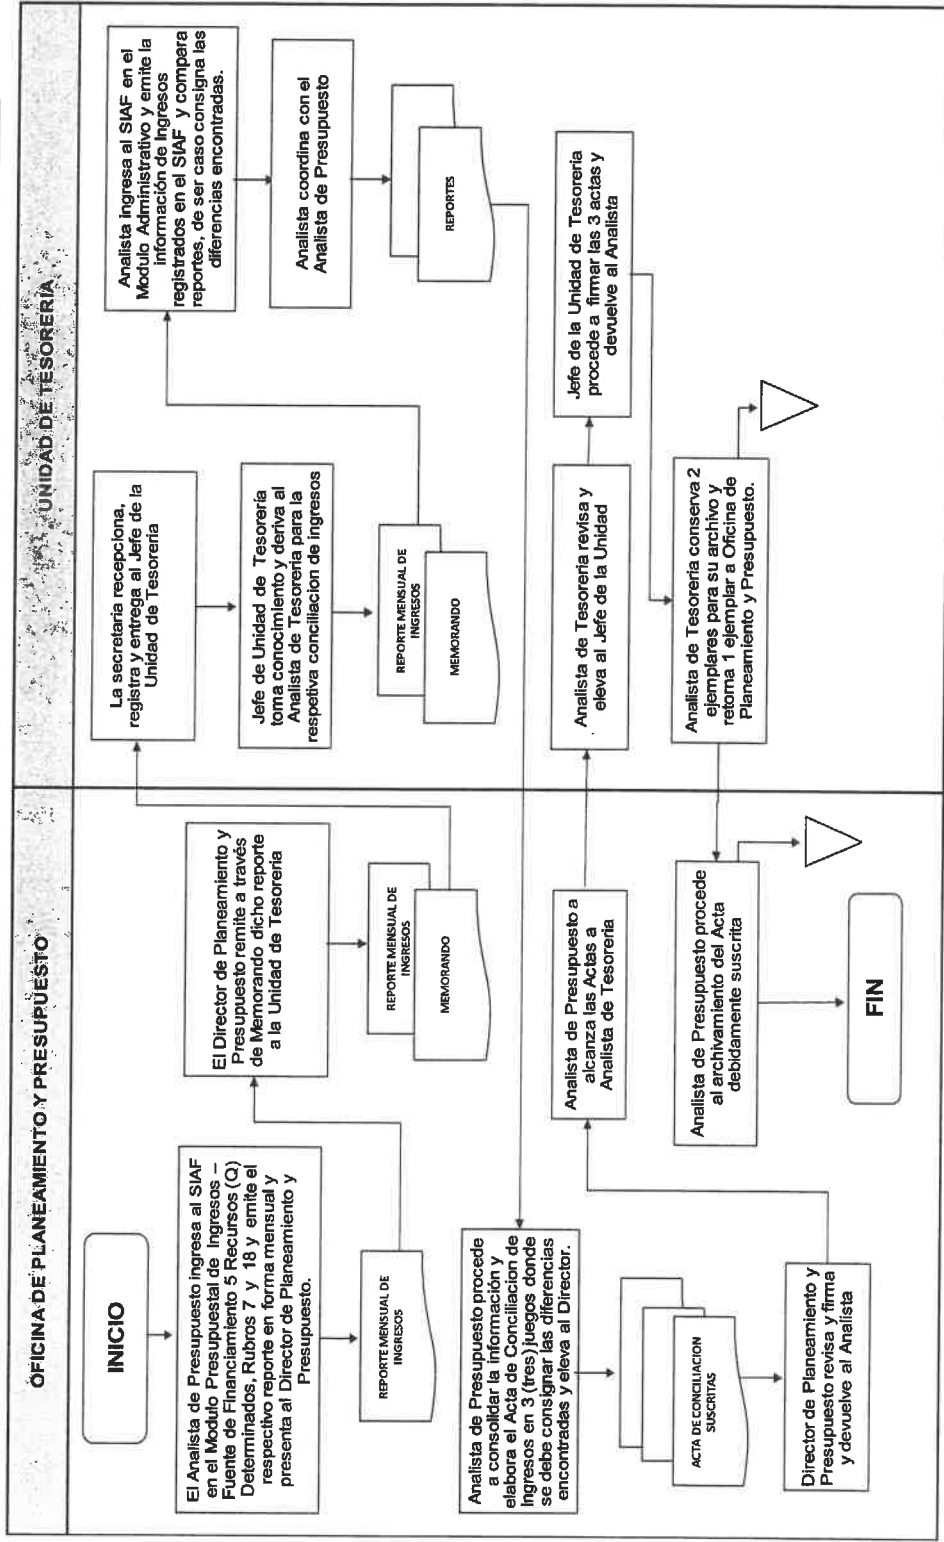 OFICINA DE PLANEAMIENTO Y PRESUPUESTO
UNIDAD DE TESORERIA
INICIO
El Analista de Presupuesto ingresa al SIAF
en el Modulo Presupuestal de Ingresos –
Fuente de Financiamiento 5 Recursos (Q)
Determinados, Rubros 7 y 18 y emite el
respectivo reporte en forma mensual y
presenta al Director de Planeamiento y
Presupuesto.
REPORTE MENSUAL DE
INGRESOS
El Director de Planeamiento y
Presupuesto remite a través
de Memorando dicho reporte
a la Unidad de Tesorería
REPORTE MENSUAL DE
INGRESOS
MEMORANDO
La secretaria recepciona,
registra y entrega al Jefe de la
Unidad de Tesorería
Jefe de Unidad de Tesorería
toma conocimiento y deriva al
Analista de Tesorería para la
respetiva conciliacion de ingresos
REPORTE MENSUAL DE
INGRESOS
MEMORANDO
Analista ingresa al SIAF en el
Modulo Administrativo y emite la
información de Ingresos
registrados en el SIAF y compara
reportes, de ser caso consigna las
diferencias encontradas.
Analista coordina con el
Analista de Presupuesto
REPORTES
Analista de Presupuesto procede
a consolidar la información y
elabora el Acta de Conciliacion de
Ingresos en 3 (tres) juegos donde
se debe consignar las diferencias
encontradas y eleva al Director.
ACTA DE CONCILIACION
SUSCRITAS
Director de Planeamiento y
Presupuesto revisa y firma
y devuelve al Analista
Analista de Presupuesto a
alcanza las Actas a
Analista de Tesorería
Analista de Tesorería revisa y
eleva al Jefe de la Unidad
Jefe de la Unidad de Tesorería
procede a firmar las 3 actas y
devuelve al Analista
Analista de Tesorería conserva 2
ejemplares para su archivo y
retorna 1 ejemplar a Oficina de
Planeamiento y Presupuesto.
Analista de Presupuesto procede
al archivamiento del Acta
debidamente suscrita
FIN